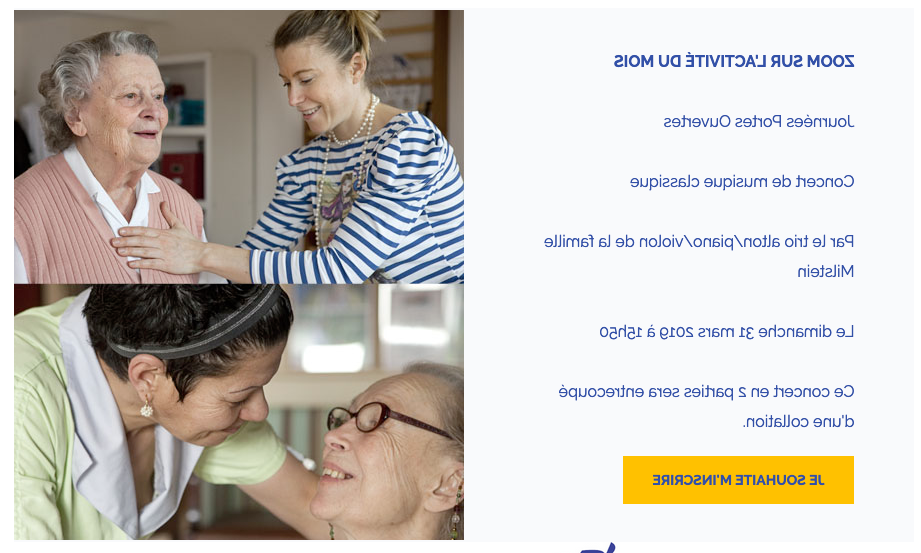 ZOOM SUR L'ACTIVITÉ DU MOIS
Journées Portes Ouvertes
Concert de musique classique
Par le trio alton/piano/violon de la famille
Milstein
Le dimanche 31 mars 2019 à 15h50
Ce concert en 2 parties sera entrecoupé
d'une collation.
JE SOUHAITE M'INSCRIRE